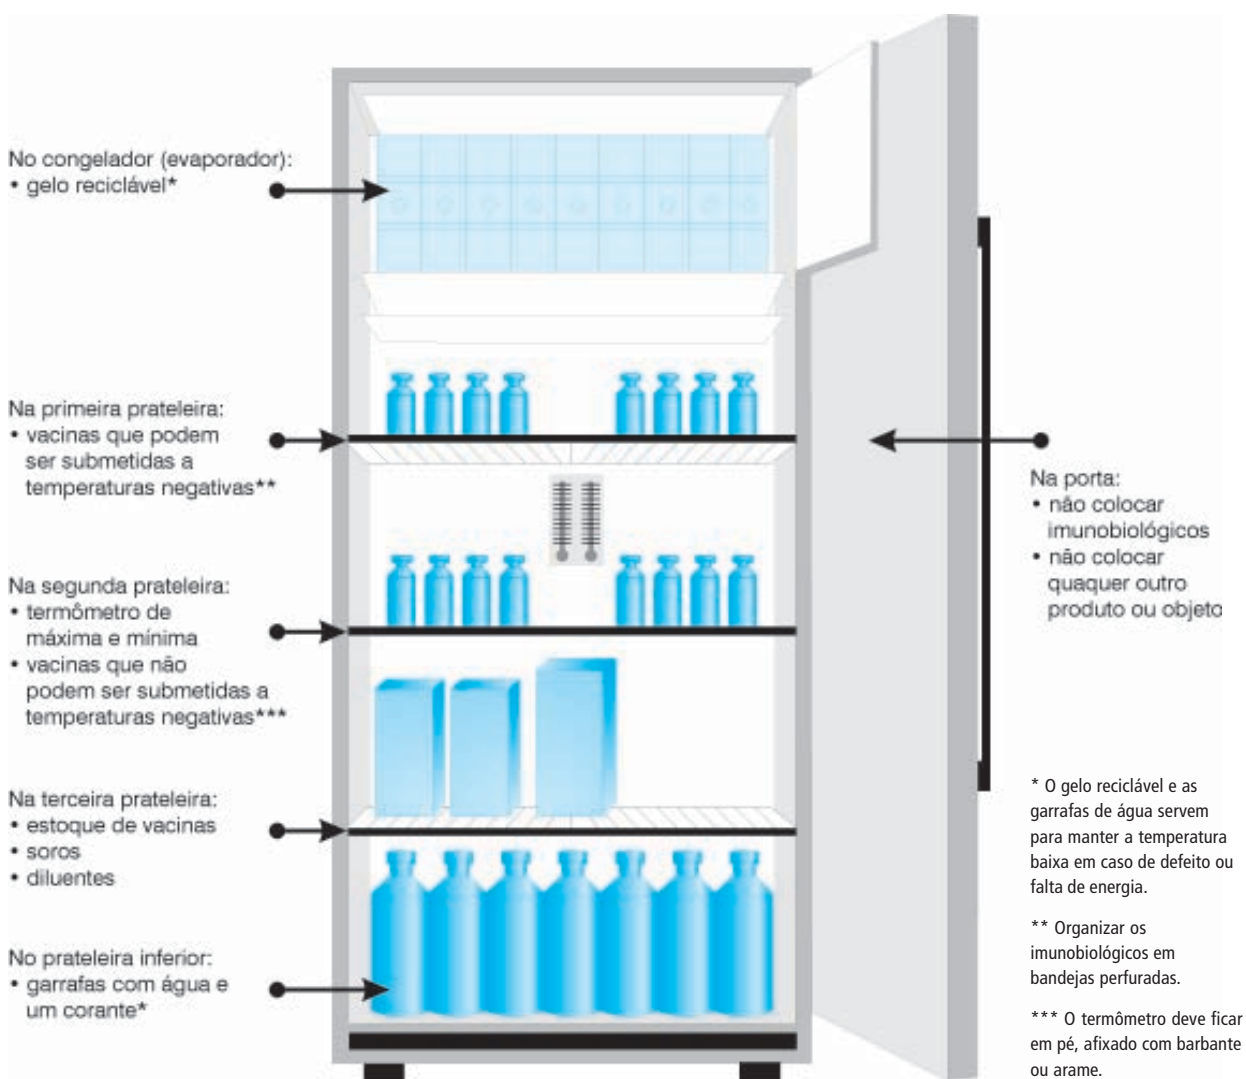 No congelador (evaporador):
• gelo reciclável*
Na primeira prateleira:
• vacinas que podem
ser submetidas a
temperaturas negativas**
Na segunda prateleira:
• termômetro de
máxima e mínima
• vacinas que não
podem ser submetidas a
temperaturas negativas***
Na terceira prateleira:
• estoque de vacinas
• soros
• diluentes
No prateleira inferior:
• garrafas com água e
um corante*
Na porta:
• não colocar
imunobiológicos
• não colocar
quaquer outro
produto ou objeto
* O gelo reciclável e as
garrafas de água servem
para manter a temperatura
baixa em caso de defeito ou
falta de energia.
** Organizar os
imunobiológicos em
bandejas perfuradas.
*** O termômetro deve ficar
em pé, afixado com barbante
ou arame.